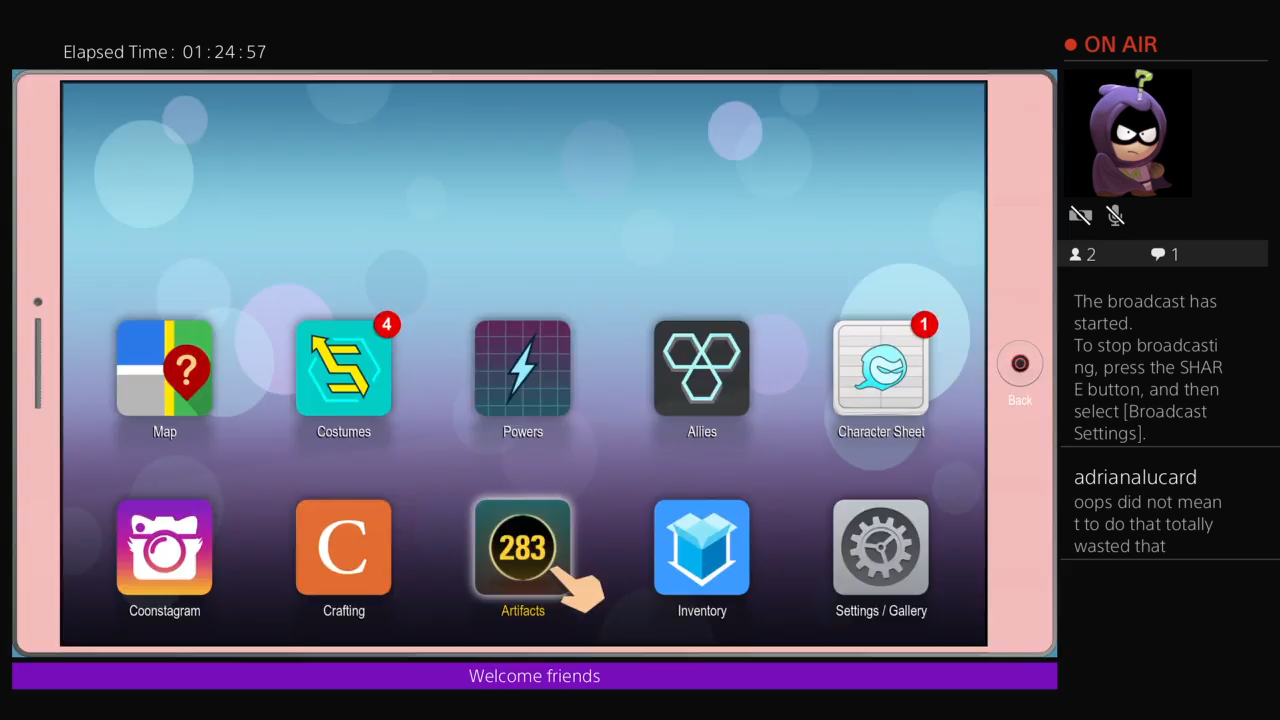 Elapsed Time: 01:24:57
ON AIR
?
2
1
The broadcast has
started.
To stop broadcasti
ng, press the SHAR
E button, and then
select [Broadcast
Settings].
adrianalucard
oops did not mean
t to do that totally
wasted that
?
4
1
Map
Costumes
Powers
Allies
Character Sheet
Back
C
283
Coonstagram
Crafting
Artifacts
Inventory
Settings / Gallery
Welcome friends